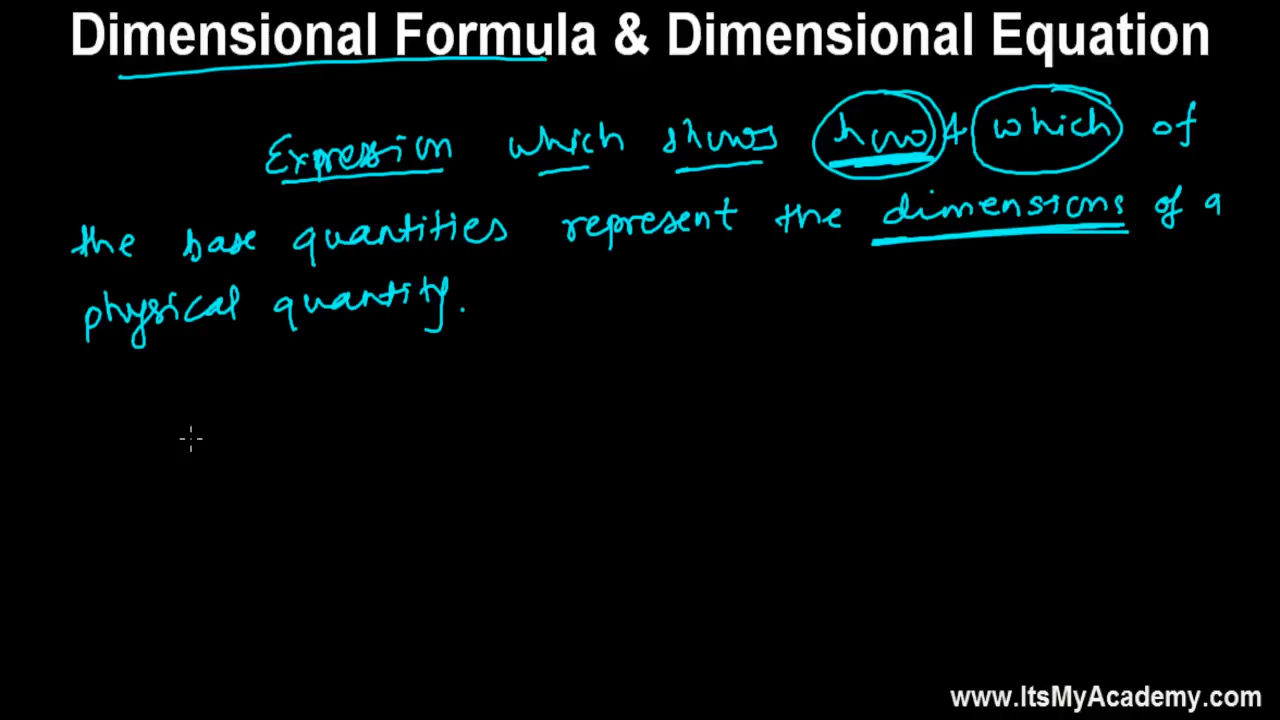 Dimensional Formula & Dimensional Equation
Expression which shows how & which of
the base quantities represent the dimensions of a
physical quantity.
www.ItsMyAcademy.com